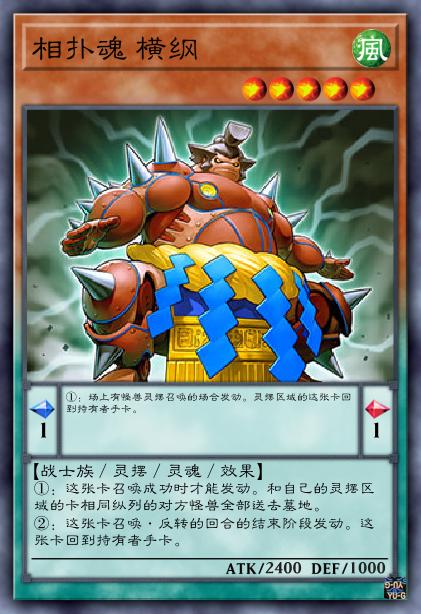 相扑魂 横纲
風
①：场上有怪兽灵摆召唤的场合发动。灵摆区域的这张卡回
到持有者手卡。
1
1
【战士族／灵摆／灵魂／效果】
①：这张卡召唤成功时才能发动。和自己的灵摆区
域的卡相同纵列的对方怪兽全部送去墓地。
②：这张卡召唤·反转的回合的结束阶段发动。这
张卡回到持有者手卡。
ATK/2400 DEF/1000